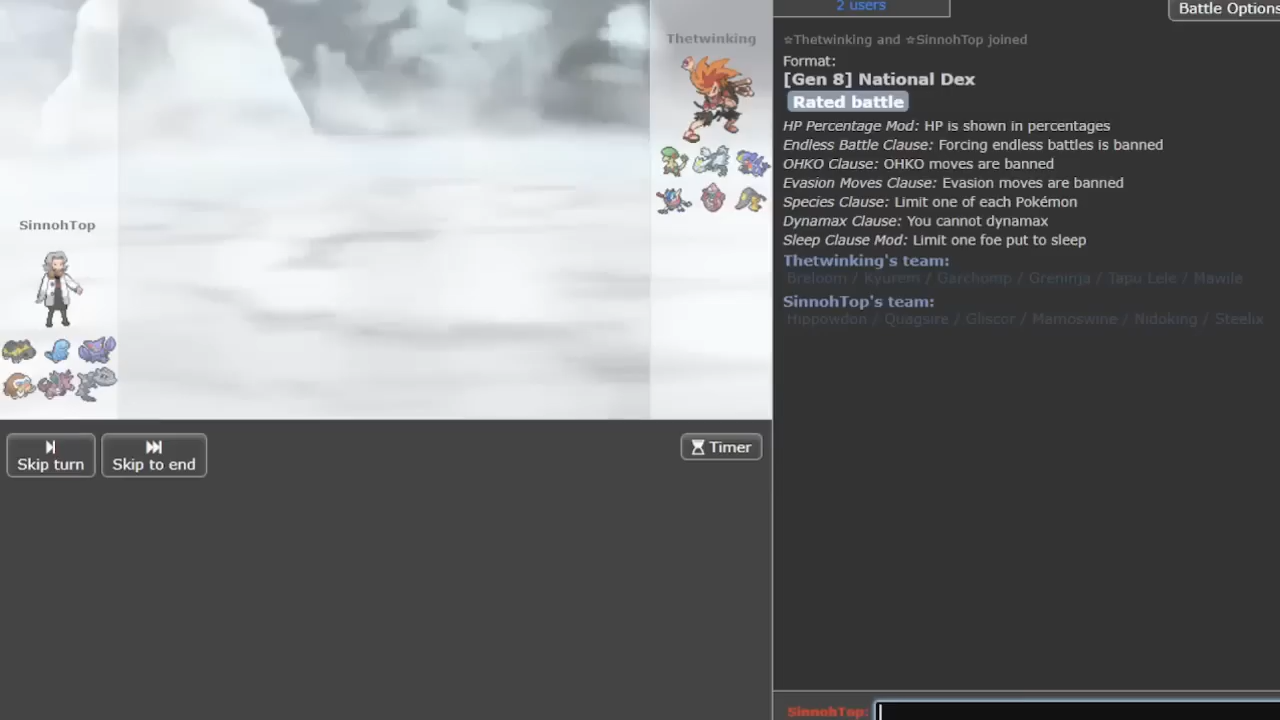 2 users
Battle Options
Thetwinking
SinnohTop
☆Thetwinking and ☆SinnohTop joined
Format:
[Gen 8] National Dex
Rated battle
HP Percentage Mod: HP is shown in percentages
Endless Battle Clause: Forcing endless battles is banned
OHKO Clause: OHKO moves are banned
Evasion Moves Clause: Evasion moves are banned
Species Clause: Limit one of each Pokémon
Dynamax Clause: You cannot dynamax
Sleep Clause Mod: Limit one foe put to sleep
Thetwinking's team:
Breloom / Kyurem / Garchomp / Greninja / Tapu Lele / Mawile
SinnohTop's team:
Hippowdon / Quagsire / Gliscor / Mamoswine / Nidoking / Steelix
Skip turn
Skip to end
Timer
SinnohTop: